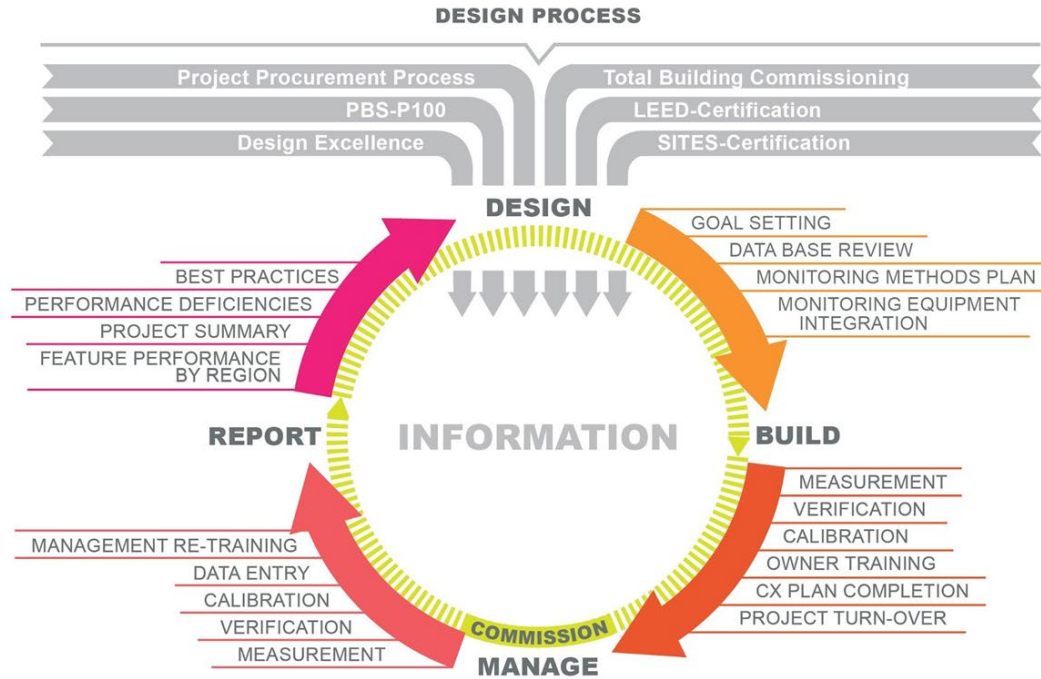 DESIGN PROCESS
Project Procurement Process
Total Building Commissioning
PBS-P100
LEED-Certification
Design Excellence
SITES-Certification
DESIGN
GOAL SETTING
DATA BASE REVIEW
MONITORING METHODS PLAN
MONITORING EQUIPMENT
INTEGRATION
BEST PRACTICES
PERFORMANCE DEFICIENCIES
PROJECT SUMMARY
FEATURE PERFORMANCE
BY REGION
REPORT
INFORMATION
BUILD
MEASUREMENT
VERIFICATION
CALIBRATION
OWNER TRAINING
CX PLAN COMPLETION
PROJECT TURN-OVER
MANAGEMENT RE-TRAINING
DATA ENTRY
CALIBRATION
VERIFICATION
MEASUREMENT
COMMISSION
MANAGE